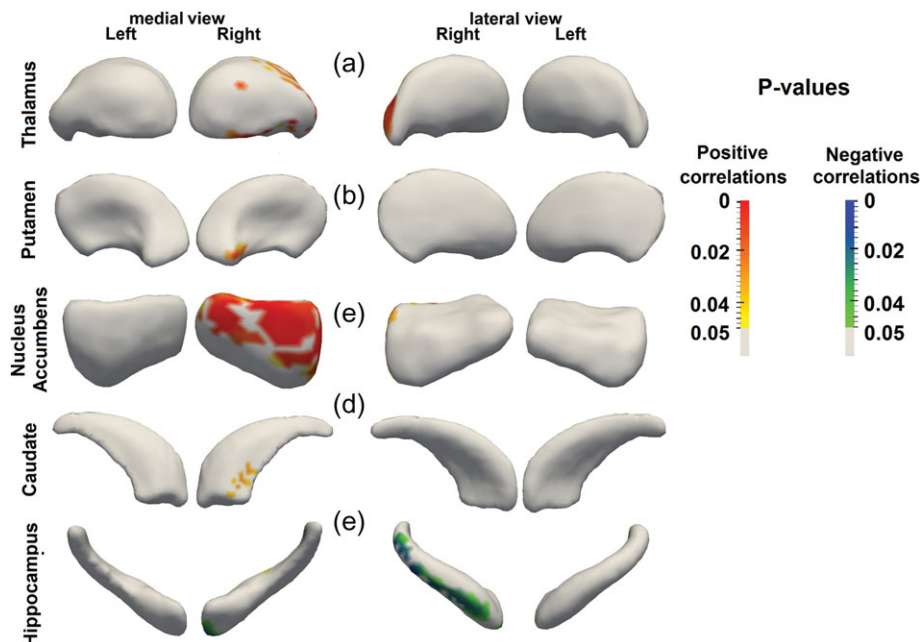 medial view
lateral view
Left
Right
Right
Left
Thalamus
(a)
Putamen
(b)
Nucleus
Accumbens
(e)
Caudate
(d)
Hippocampus
(e)
P-values
Positive
correlations
Negative
correlations
0
0.02
0.04
0.05
0
0.02
0.04
0.05